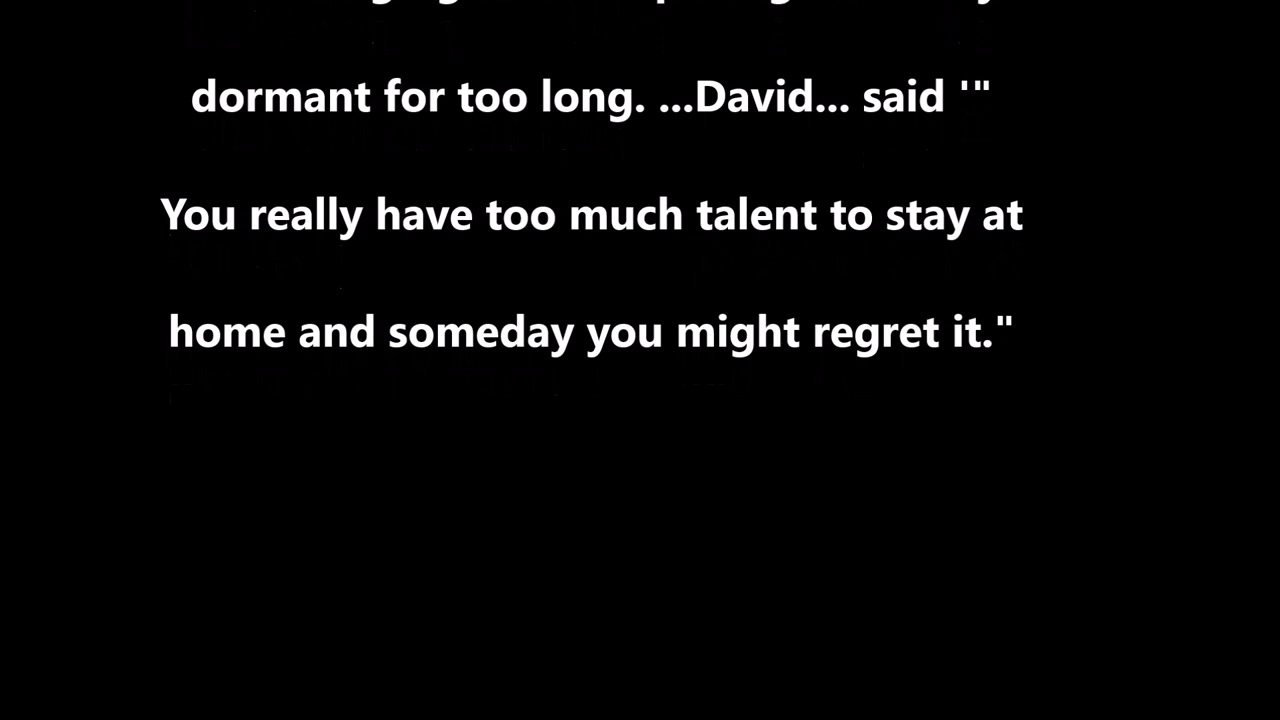 dormant for too long. ...David... said '"
You really have too much talent to stay at
home and someday you might regret it."